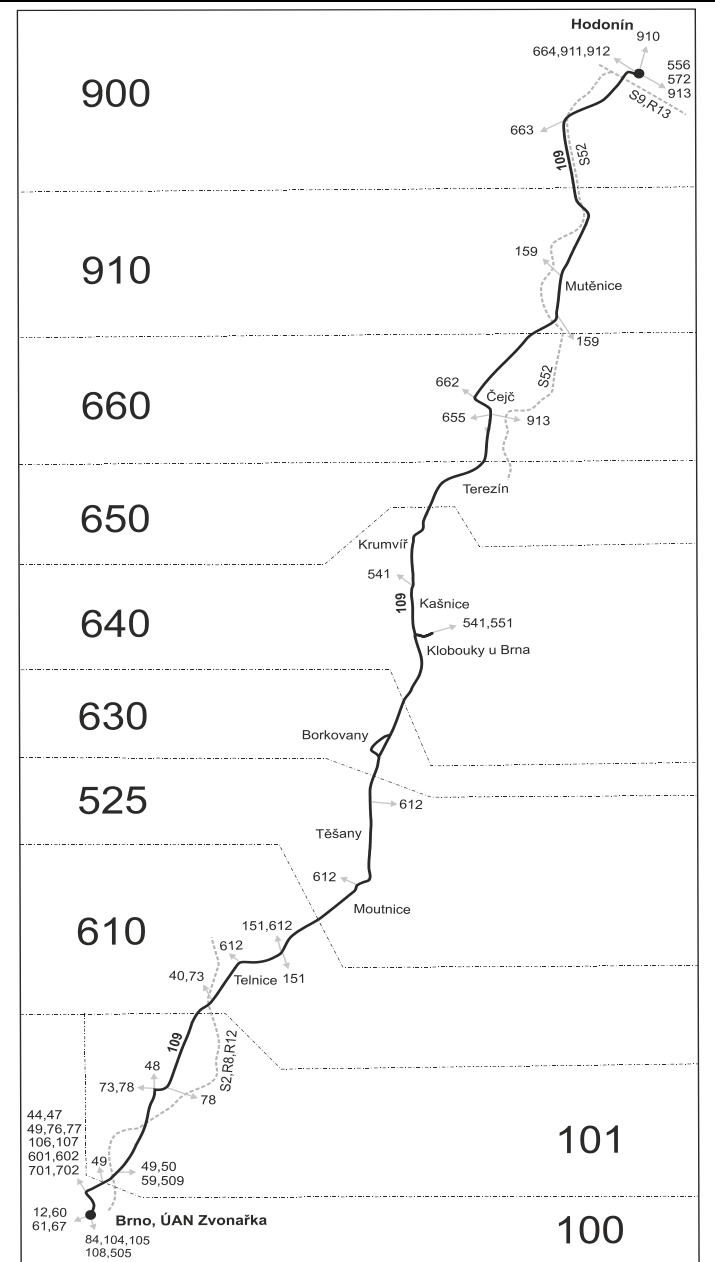 Hodonín
910
664,911,912
556
572
913
S9,R13
900
663
109
S52
910
159
Mutěnice
159
S52
660
662
Čejč
655
913
Terezín
650
Krumvíř
541
109
Kašnice
640
541,551
Klobouky u Brna
630
Borkovany
525
612
Těšany
612
Moutnice
610
151,612
612
Telnice
151
40,73
109
S2,R8,R12
48
73,78
78
44,47
49,76,77
106,107
601,602
701,702
49
49,50
59,509
101
12,60
61,67
Brno, ÚAN Zvonařka
84,104,105
108,505
100